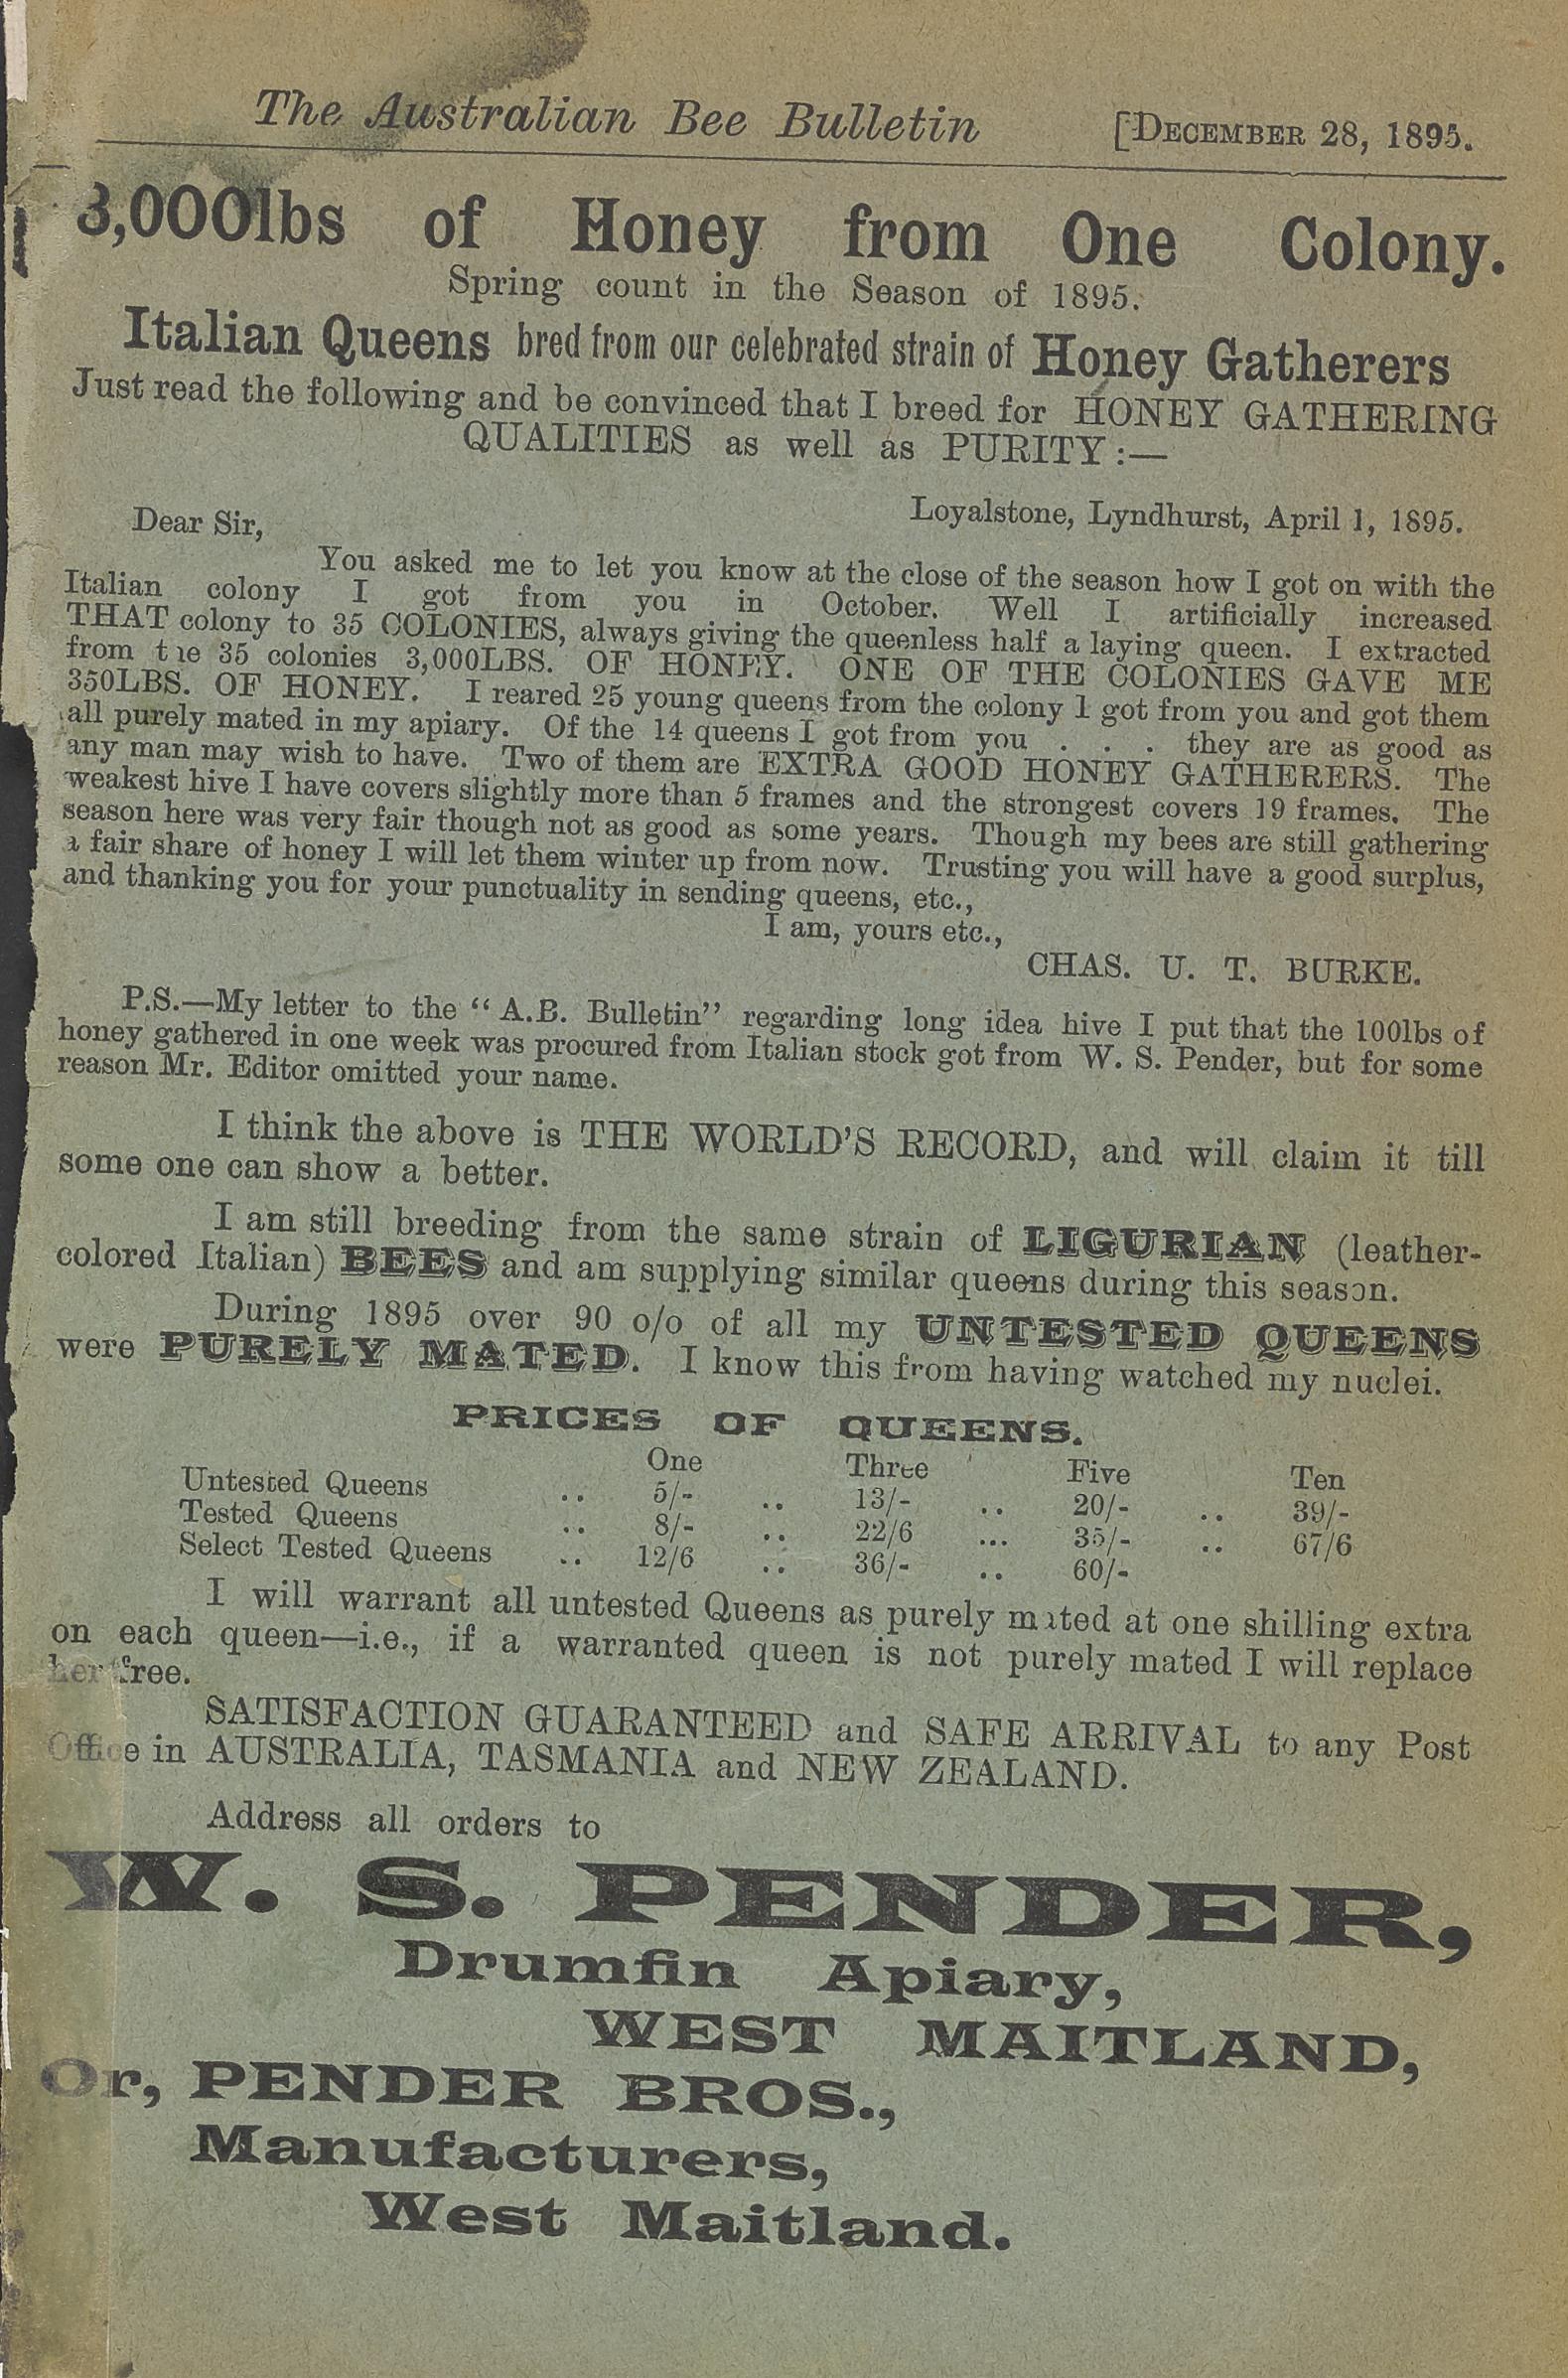 The Australian Bee Bulletin [DECEMBER 28, 1895.
3,000lbs of Honey from One Colony.
Spring count in the Season of 1895.
Italian Queens bred from our celebrated strain of Honey Gatherers
Just read the following and be convinced that I breed for HONEY GATHERING
QUALITIES as well as PURITY:—
Loyalstone, Lyndhurst, April 1, 1895.
Dear Sir,
You asked me to let you know at the close of the season how I got on with the
Italian colony I got from you in October. Well I artificially increased
THAT colony to 35 COLONIES, always giving the queenless half a laying queen. I extracted
from the 35 colonies 3,000LBS. OF HONEY. ONE OF THE COLONIES GAVE ME
350LBS. OF HONEY. I reared 25 young queens from the colony I got from you and got them
all purely mated in my apiary. Of the 14 queens I got from you . . . they are as good as
any man may wish to have. Two of them are EXTRA GOOD HONEY GATHERERS. The
weakest hive I have covers slightly more than 5 frames and the strongest covers 19 frames. The
season here was very fair though not as good as some years. Though my bees are still gathering
a fair share of honey I will let them winter up from now. Trusting you will have a good surplus,
and thanking you for your punctuality in sending queens, etc.,
I am, yours etc.,
CHAS. U. T. BURKE.
P.S.—My letter to the "A.B. Bulletin" regarding long idea hive I put that the 100lbs of
honey gathered in one week was procured from Italian stock got from W. S. Pender, but for some
reason Mr. Editor omitted your name.
I think the above is THE WORLD'S RECORD, and will claim it till
some one can show a better.
I am still breeding from the same strain of LIGURIAN (leather-
colored Italian) BEES and am supplying similar queens during this season.
During 1895 over 90 o/o of all my UNTESTED QUEENS
were PURELY MATED. I know this from having watched my nuclei.
PRICES OF QUEENS.
One Three Five Ten
Untested Queens .. 5/- .. 13/- .. 20/- .. 39/-
Tested Queens .. 8/- .. 22/6 ... 35/- .. 67/6
Select Tested Queens .. 12/6 .. 36/- .. 60/-
I will warrant all untested Queens as purely mated at one shilling extra
on each queen—i.e., if a warranted queen is not purely mated I will replace
her free.
SATISFACTION GUARANTEED and SAFE ARRIVAL to any Post
Office in AUSTRALIA, TASMANIA and NEW ZEALAND.
Address all orders to
W. S. PENDER,
Drumfin Apiary,
WEST MAITLAND,
Or, PENDER BROS.,
Manufacturers,
West Maitland.